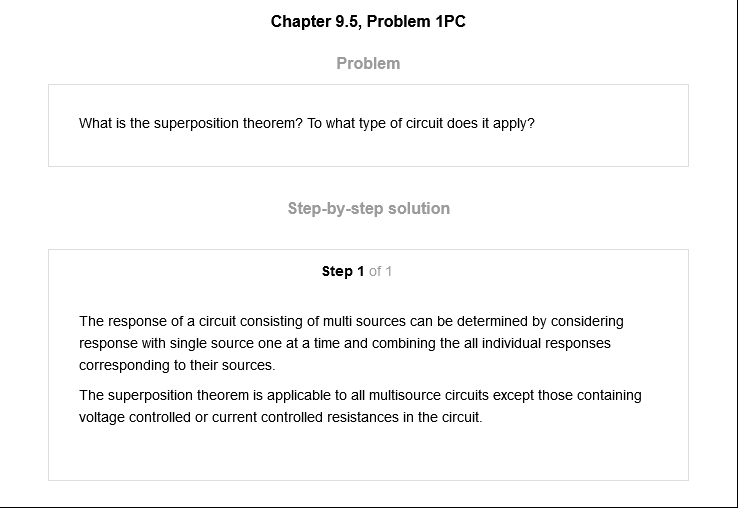 Chapter 9.5, Problem 1PC
Problem
What is the superposition theorem? To what type of circuit does it apply?
Step-by-step solution
Step 1 of 1
The response of a circuit consisting of multi sources can be determined by considering
response with single source one at a time and combining the all individual responses
corresponding to their sources.
The superposition theorem is applicable to all multisource circuits except those containing
voltage controlled or current controlled resistances in the circuit.